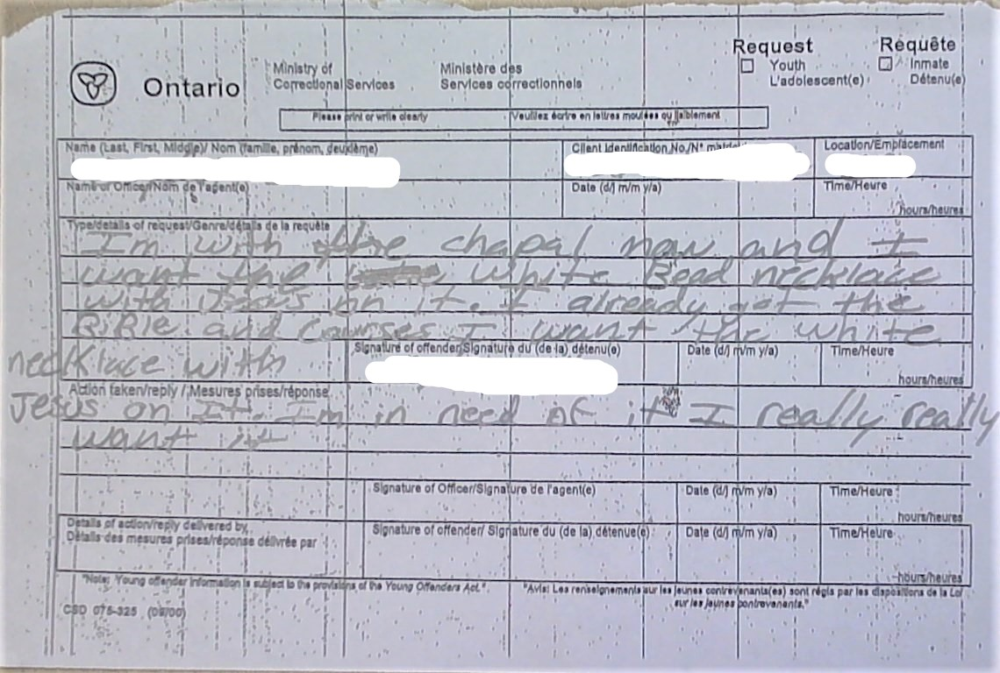 Request Requête
Youth
L'adolescent(e)
Inmate
Détenu(e)
Ontario
Ministry of
Correctional Services
Ministère des
Services correctionnels
Please print or write clearly Veuillez écrire en lettres moulées ou lisiblement
Name (Last, First, Middle)/ Nom (famille, prénom, deuxième)
Client Identification No./N°
Location/Emplacement
Name of Officer/Nom de l'agent(e)
Date (d/j m/m y/a)
Time/Heure
hours/heures
Type/details of request/Genre/détails de la requête
Im with the chapal now and I
want the White Bead necklace
with Jesus on it. I already got the
BiBle and courses I want the white
necklace with
Signature of offender/Signature du (de la) détenu(e)
Date (d/j m/m y/a)
Time/Heure
hours/heures
Action taken/reply / Mesures prises/réponse
Jesus on It. Im in need of it I really really
want it
Signature of Officer/Signature de l'agent(e)
Date (d/j m/m y/a)
Time/Heure
hours/heures
Details of action/reply delivered by
Détails des mesures prises/réponse délivrée par
Signature of offender/ Signature du (de la) détenue(e)
Date (d/j m/m y/a)
Time/Heure
hours/heures
"Note: Young offender information is subject to the provisions of the Young Offenders Act."
"Avis: Les renseignements sur les jeunes contrevenants(es) sont régis par les dispositions de la Loi
sur les jeunes contrevenants."
CSD 075-325